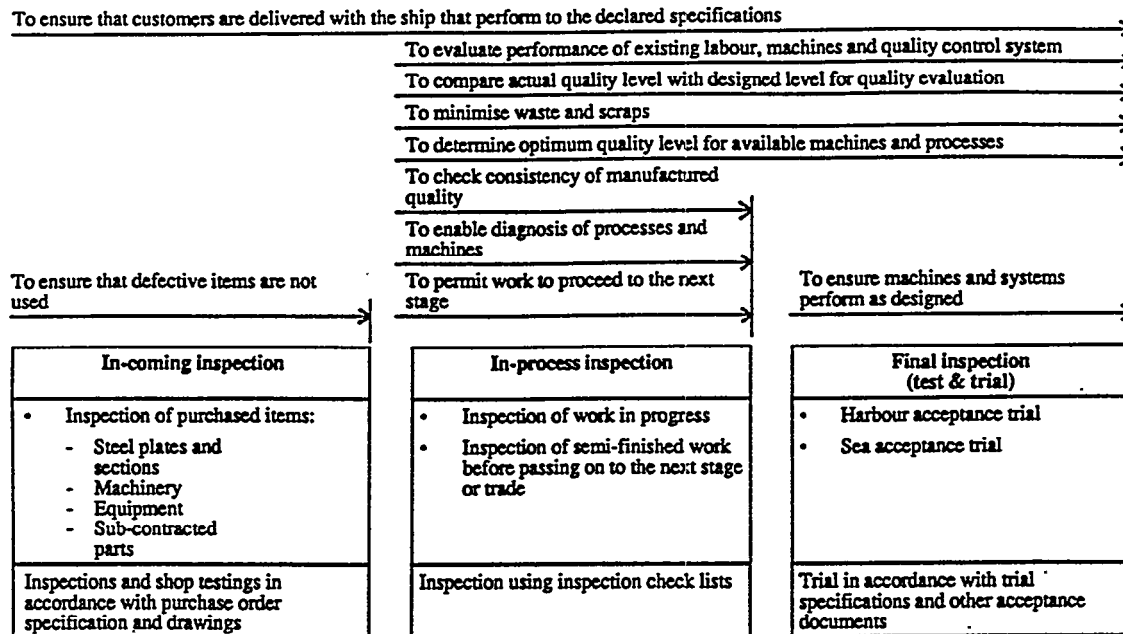 To ensure that customers are delivered with the ship that perform to the declared specifications
To evaluate performance of existing labour, machines and quality control system
To compare actual quality level with designed level for quality evaluation
To minimise waste and scraps
To determine optimum quality level for available machines and processes
To check consistency of manufactured
quality
To enable diagnosis of processes and
machines
To ensure that defective items are not
used
To permit work to proceed to the next
stage
To ensure machines and systems
perform as designed
In-coming inspection
• Inspection of purchased items:
- Steel plates and
sections
- Machinery
- Equipment
- Sub-contracted
parts
Inspections and shop testings in
accordance with purchase order
specification and drawings
In-process inspection
• Inspection of work in progress
• Inspection of semi-finished work
before passing on to the next stage
or trade
Inspection using inspection check lists
Final inspection
(test & trial)
• Harbour acceptance trial
• Sea acceptance trial
Trial in accordance with trial
specifications and other acceptance
documents